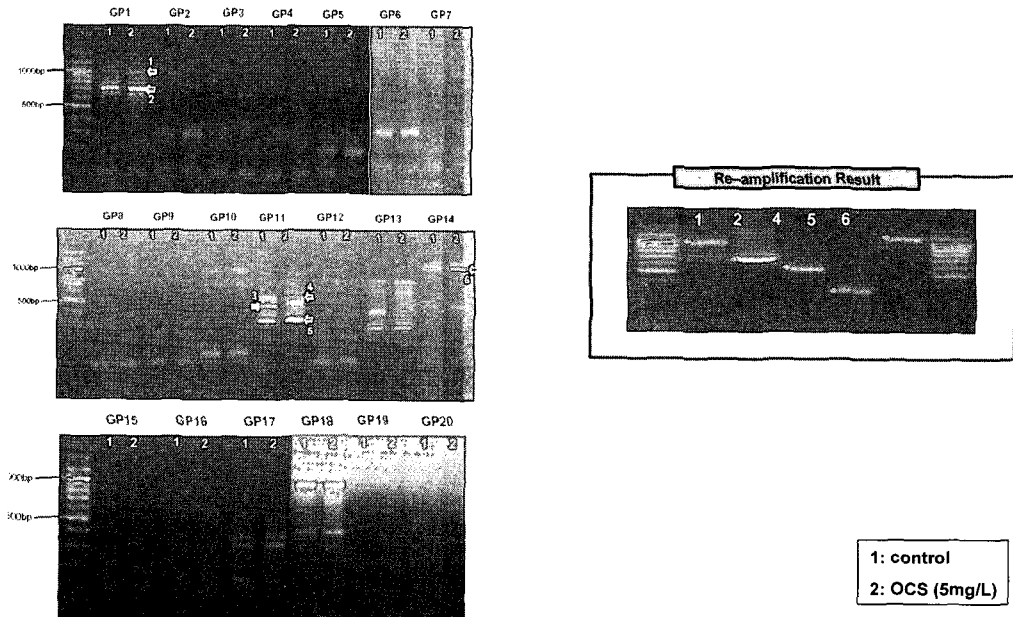 GP1 GP2 GP3 GP4 GP5 GP6 GP7
1 2 1 2 1 2 1 2 1 2 1 2 1 2
1
1000bp
2
500bp
GP8 GP9 GP10 GP11 GP12 GP13 GP14
1 2 1 2 1 2 1 2 1 2 1 2 1 2
1000bp
3 4
500bp
5
6
GP15 GP16 GP17 GP18 GP19 GP20
1 2 1 2 1 2 1 2 1 2 1 2
000bp
500bp
Re-amplification Result
1 2 4 5 6
1: control
2: OCS (5mg/L)